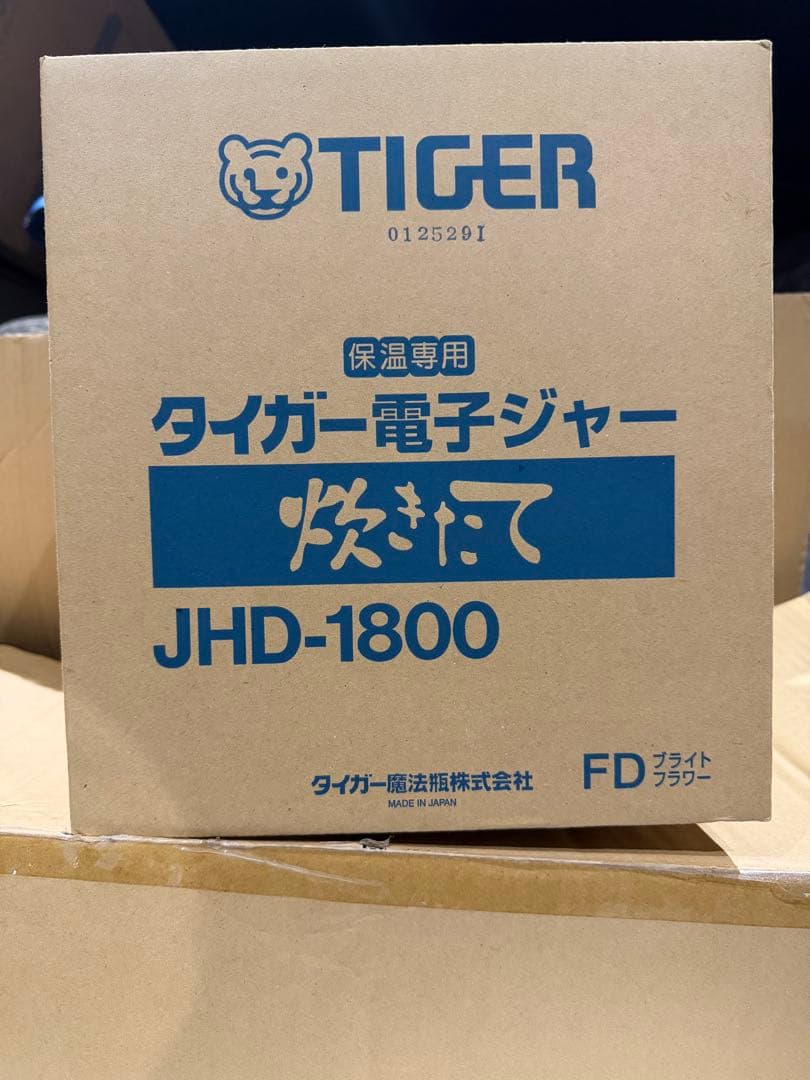 TIGER
012529I
保温専用
タイガー電子ジャー
炊きたて
JHD-1800
タイガー魔法瓶株式会社
MADE IN JAPAN
FD ブライト
フラワー